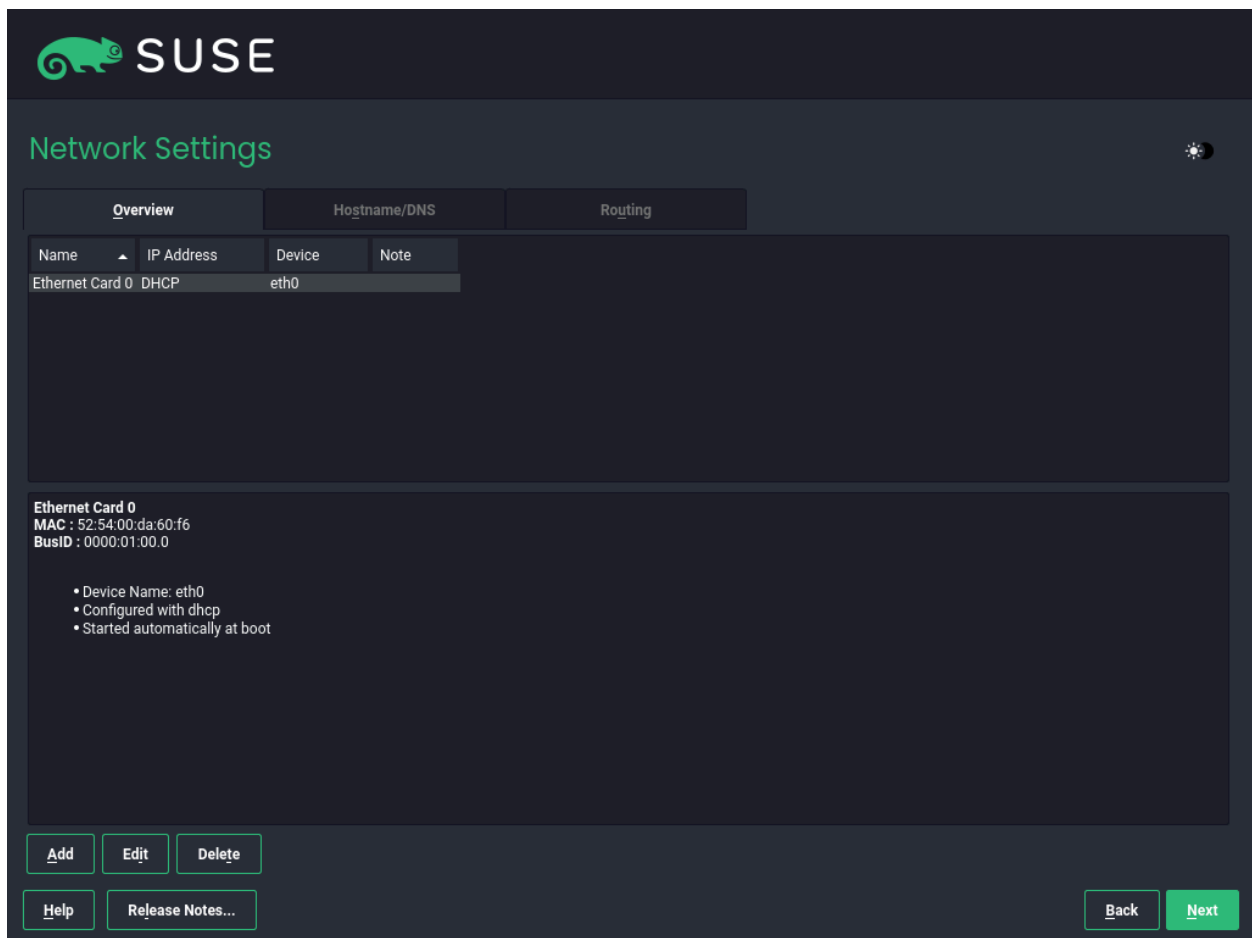 SUSE
Network Settings
Overview Hostname/DNS Routing
Name IP Address Device Note
Ethernet Card 0 DHCP eth0
Ethernet Card 0
MAC : 52:54:00:da:60:f6
BusID : 0000:01:00.0
• Device Name: eth0
• Configured with dhcp
• Started automatically at boot
Add Edit Delete
Help Release Notes... Back Next